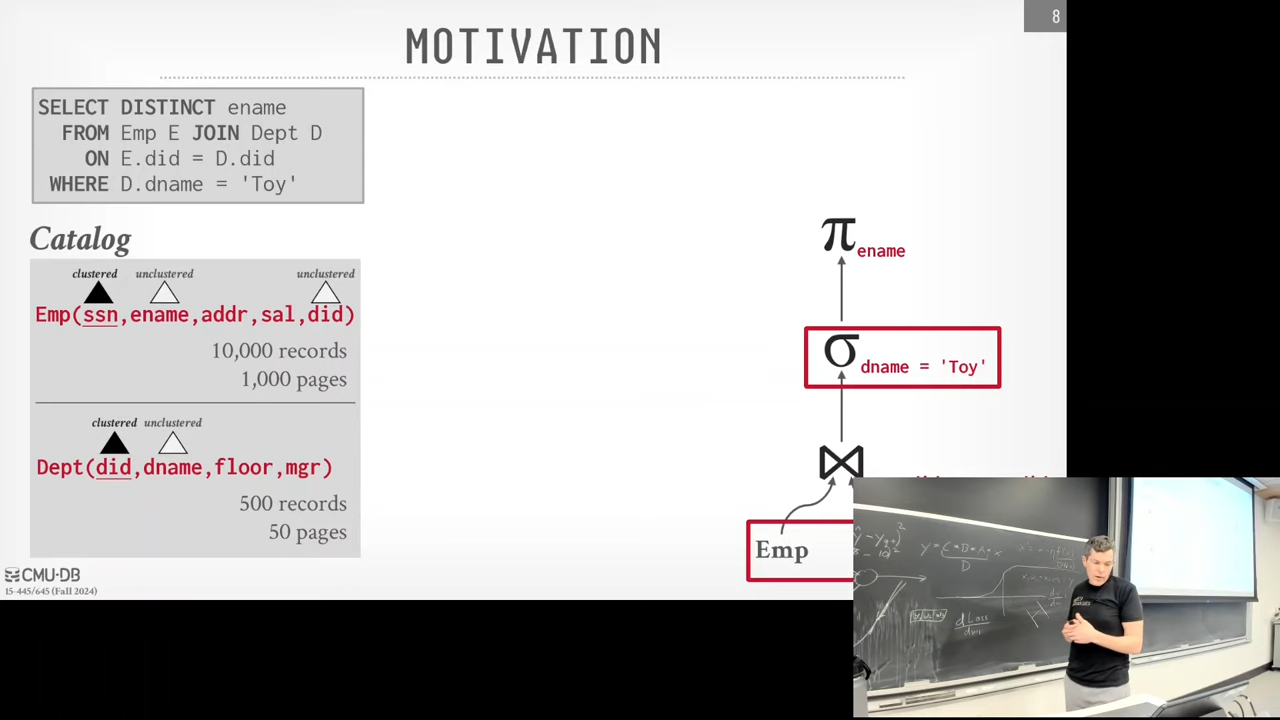 8
MOTIVATION
SELECT DISTINCT ename
FROM Emp E JOIN Dept D
ON E.did = D.did
WHERE D.dname = 'Toy'
Catalog
clustered unclustered unclustered
Emp(ssn,ename,addr,sal,did)
10,000 records
1,000 pages
clustered unclustered
Dept(did,dname,floor,mgr)
500 records
50 pages
π ename
σ dname = 'Toy'
⋈
Emp
CMU·DB
15-445/645 (Fall 2024)
d Loss